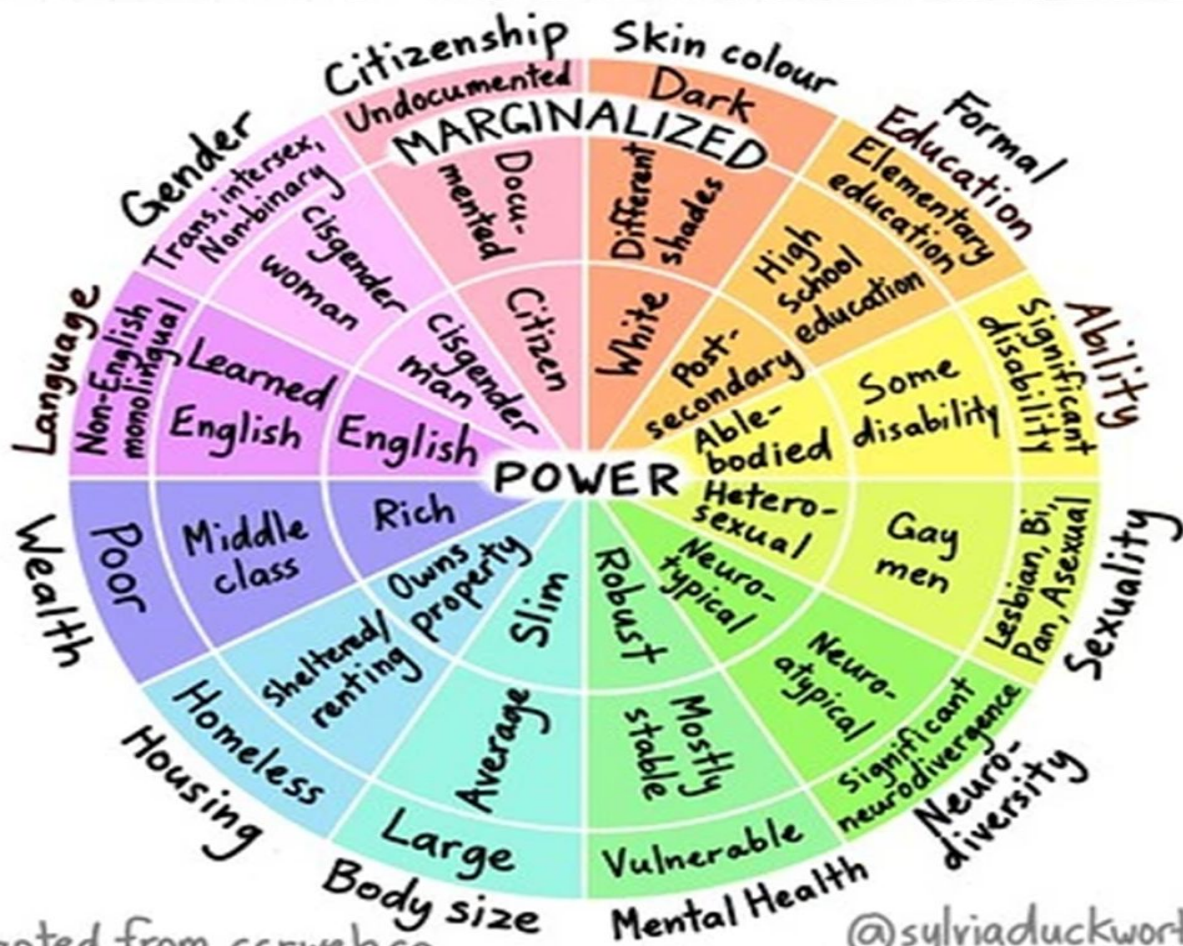 Citizenship
Undocumented
Docu-
mented
Citizen
Skin colour
Dark
Different
shades
White
Formal
Education
Elementary
education
High
school
education
Post-
secondary
Ability
Significant
disability
Some
disability
Able-
bodied
Sexuality
Lesbian, Bi,
Pan, Asexual
Gay
men
Hetero-
sexual
Neuro-
diversity
Significant
neurodivergence
Neuro-
atypical
Neuro-
typical
Mental Health
Vulnerable
Mostly
stable
Robust
Body size
Large
Average
Slim
Housing
Homeless
Sheltered/
renting
Owns
property
Wealth
Poor
Middle
class
Rich
Language
Non-English
monolingual
Learned
English
English
Gender
Trans, intersex,
Non-binary
cisgender
woman
cisgender
man
MARGINALIZED
POWER
from
@sylviaduckwort